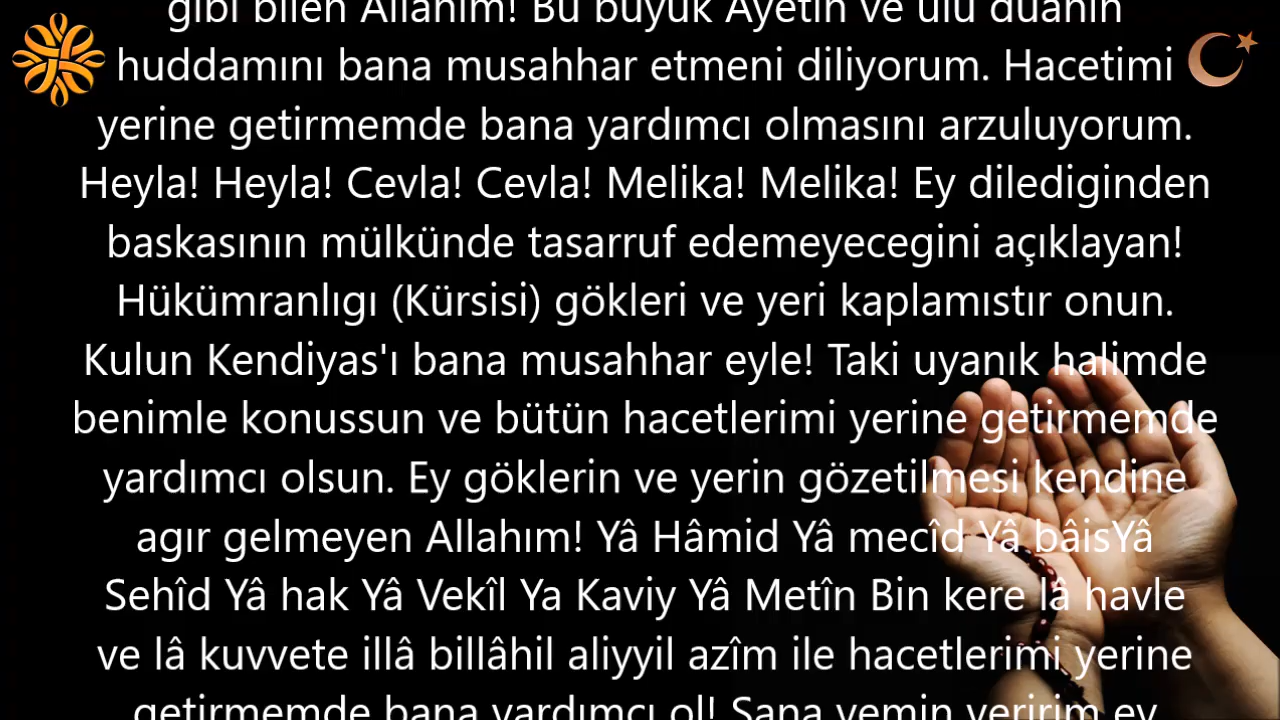 gibi bilen Allahım! Bu büyük Ayetin ve ulu duanın
huddamını bana musahhar etmeni diliyorum. Hacetimi
yerine getirmemde bana yardımcı olmasını arzuluyorum.
Heyla! Heyla! Cevla! Cevla! Melika! Melika! Ey dilediginden
baskasının mülkünde tasarruf edemeyecegini açıklayan!
Hükümranlıgı (Kürsisi) gökleri ve yeri kaplamıstır onun.
Kulun Kendiyas'ı bana musahhar eyle! Taki uyanık halimde
benimle konussun ve bütün hacetlerimi yerine getirmemde
yardımcı olsun. Ey göklerin ve yerin gözetilmesi kendine
agır gelmeyen Allahım! Yâ Hâmid Yâ mecîd Yâ bâisYâ
Sehîd Yâ hak Yâ Vekîl Ya Kaviy Yâ Metîn Bin kere lâ havle
ve lâ kuvvete illâ billâhil aliyyil azîm ile hacetlerimi yerine
getirmemde bana yardımcı ol! Sana yemin veririm ey